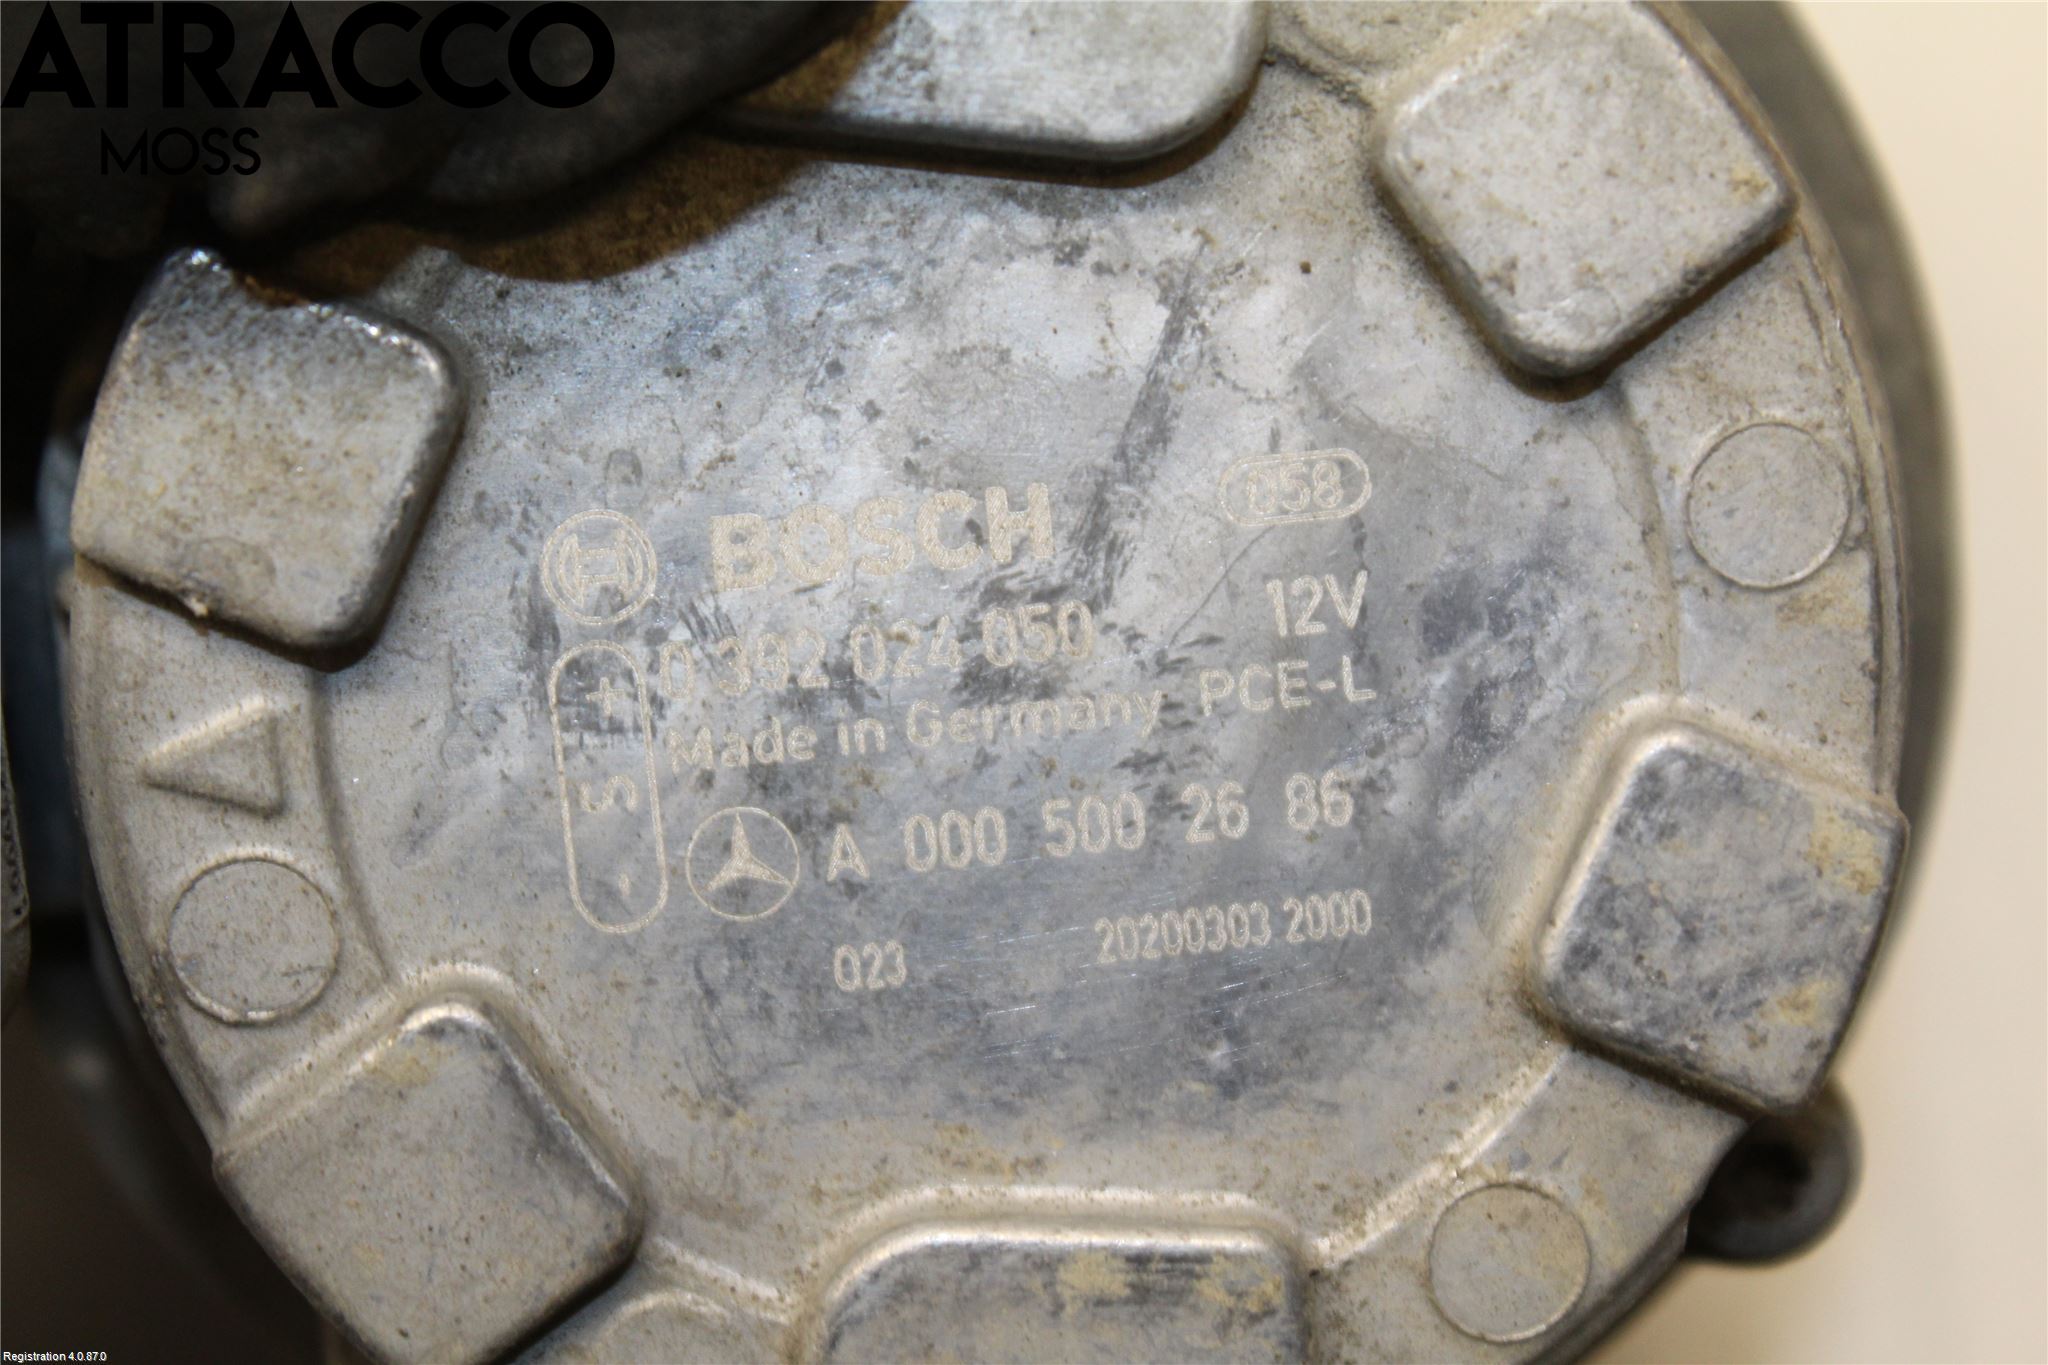 ATRACCO
MOSS
BOSCH 058
0 392 024 050 12V
Made in Germany PCE-L
+ S -
A 000 500 26 86
023 20200303 2000
Registration 4.0.87.0